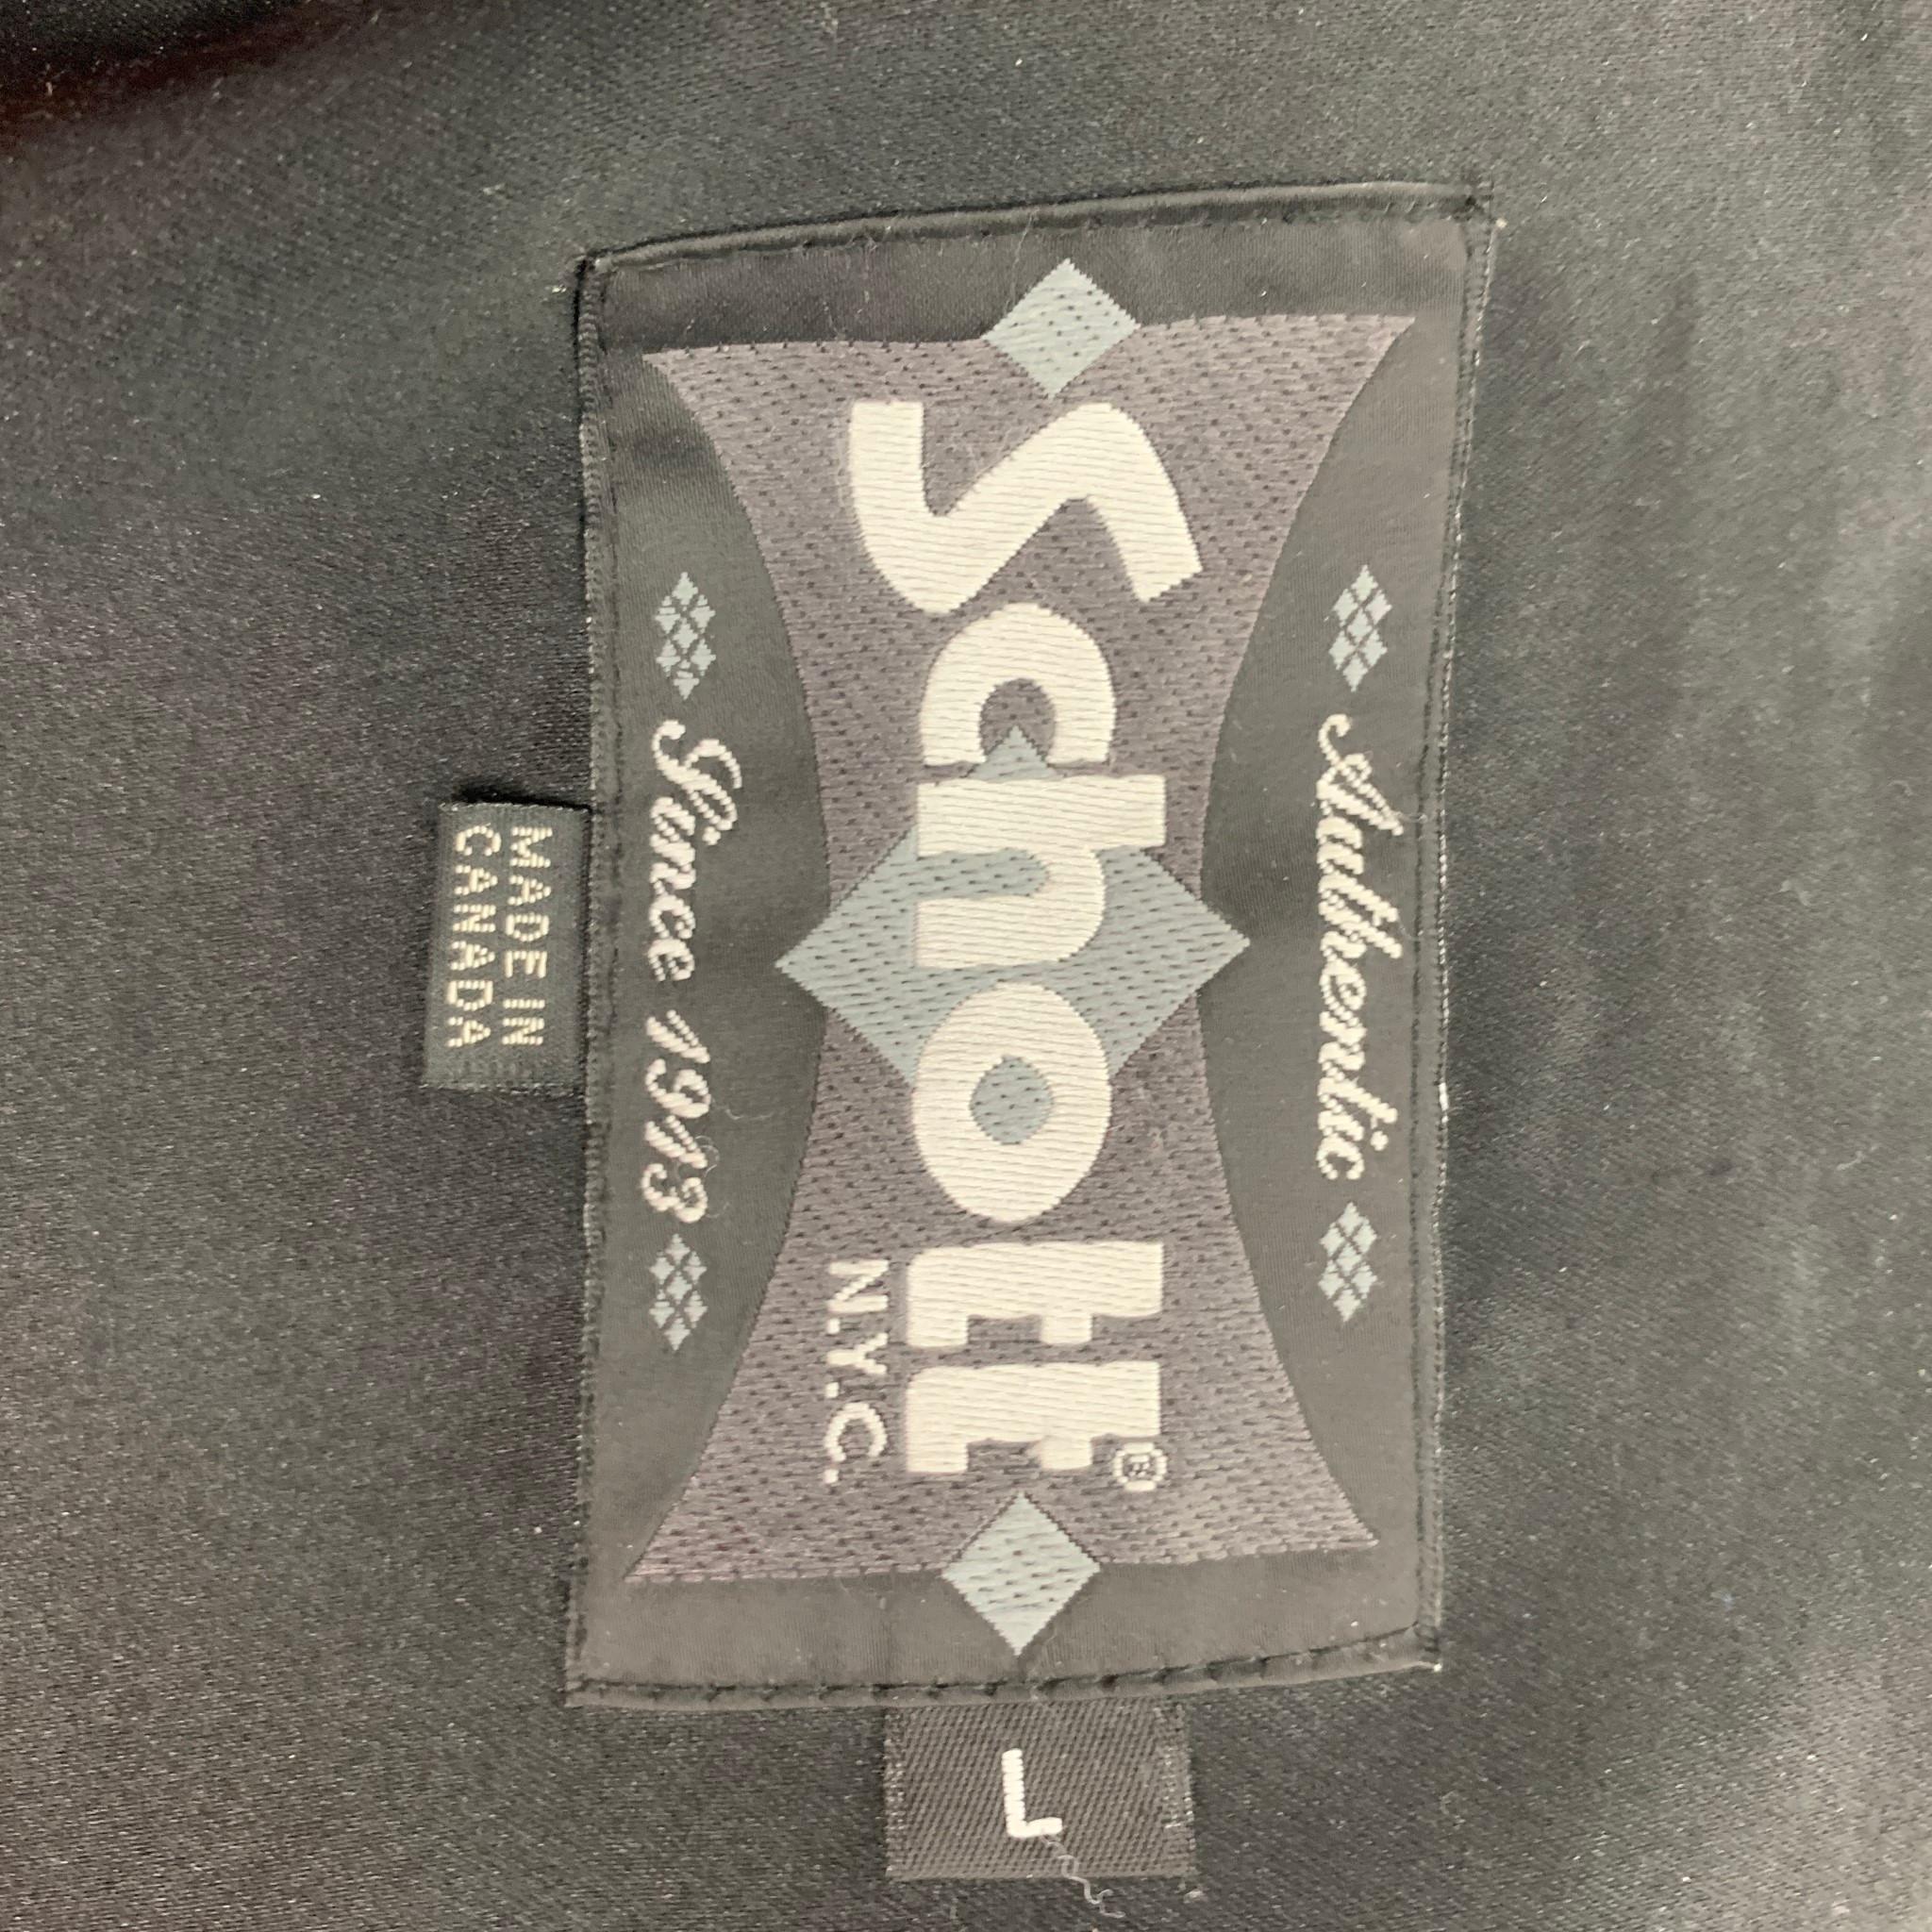 Authentic
Schott®
N.Y.C.
Since 1913
MADE IN
CANADA
L